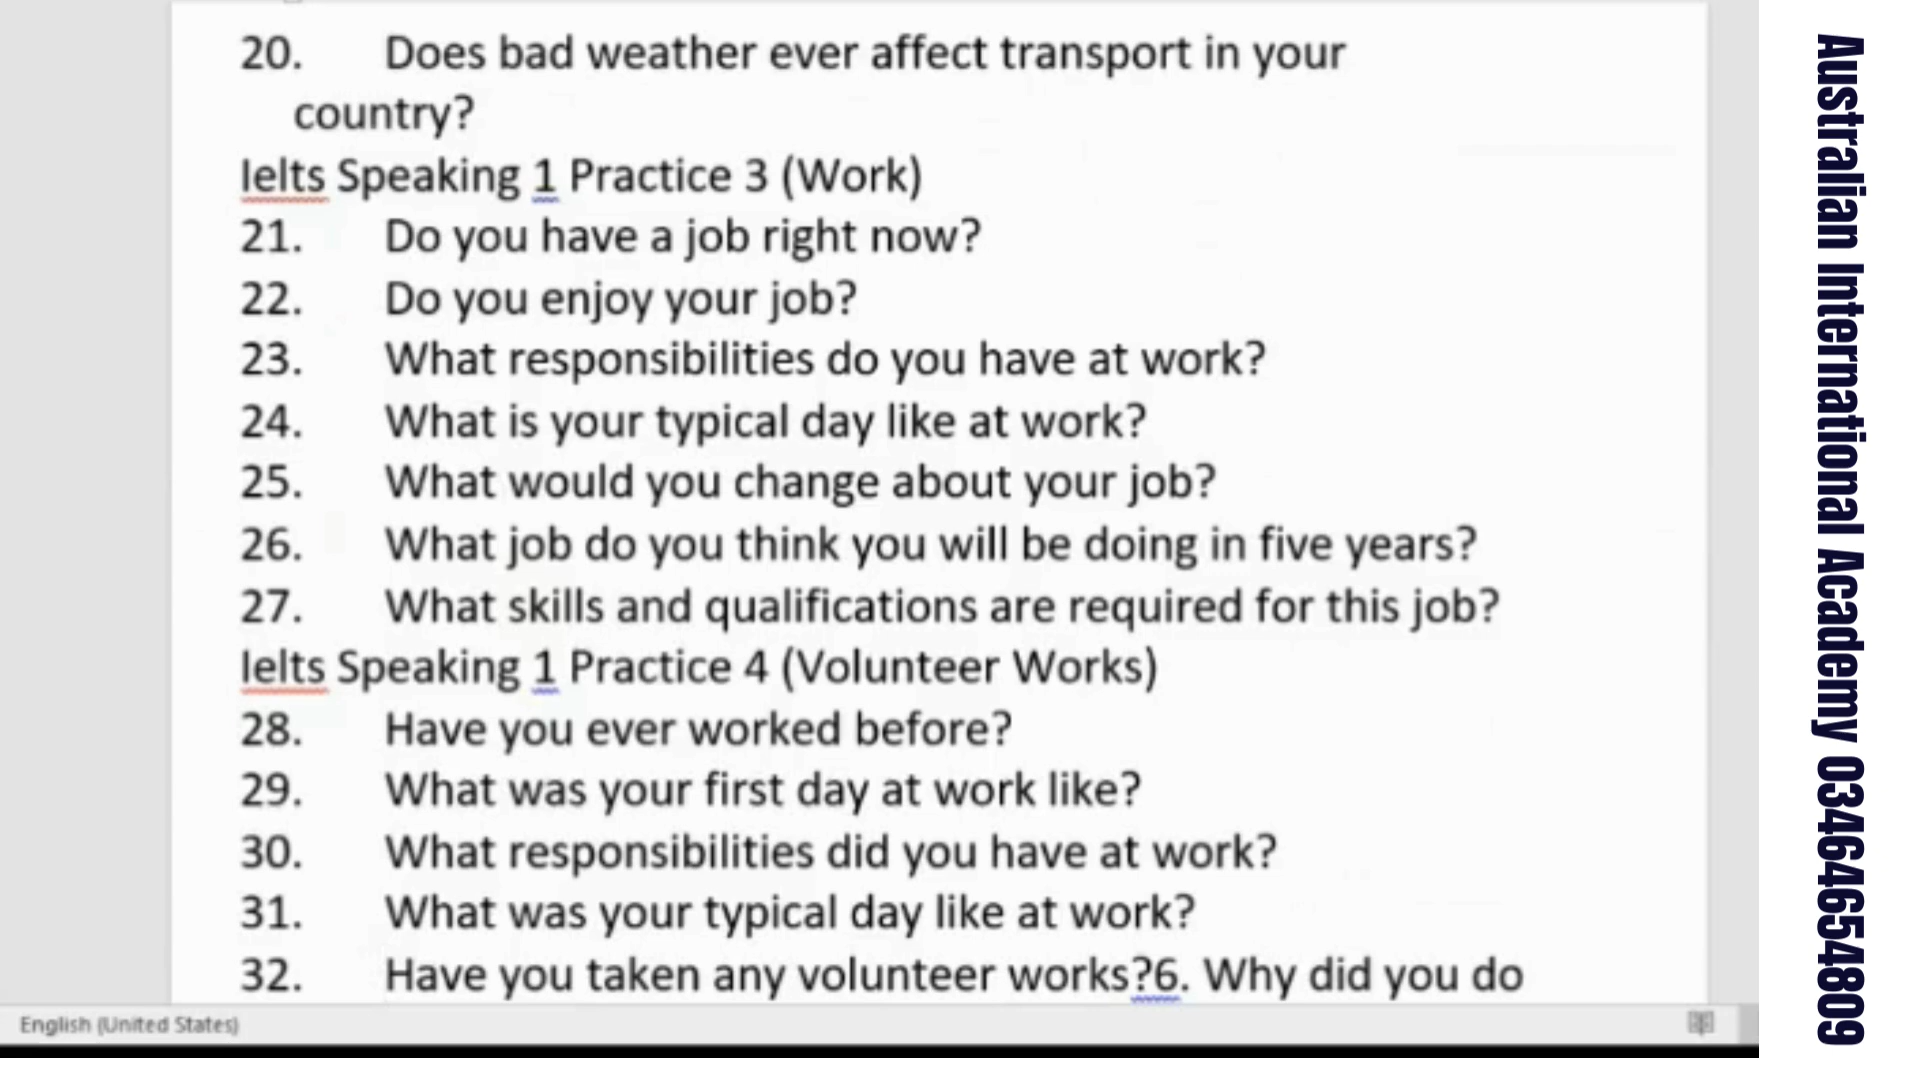 20. Does bad weather ever affect transport in your
country?
Ielts Speaking 1 Practice 3 (Work)
21. Do you have a job right now?
22. Do you enjoy your job?
23. What responsibilities do you have at work?
24. What is your typical day like at work?
25. What would you change about your job?
26. What job do you think you will be doing in five years?
27. What skills and qualifications are required for this job?
Ielts Speaking 1 Practice 4 (Volunteer Works)
28. Have you ever worked before?
29. What was your first day at work like?
30. What responsibilities did you have at work?
31. What was your typical day like at work?
32. Have you taken any volunteer works?6. Why did you do
English (United States)
Australian International Academy 03464654809